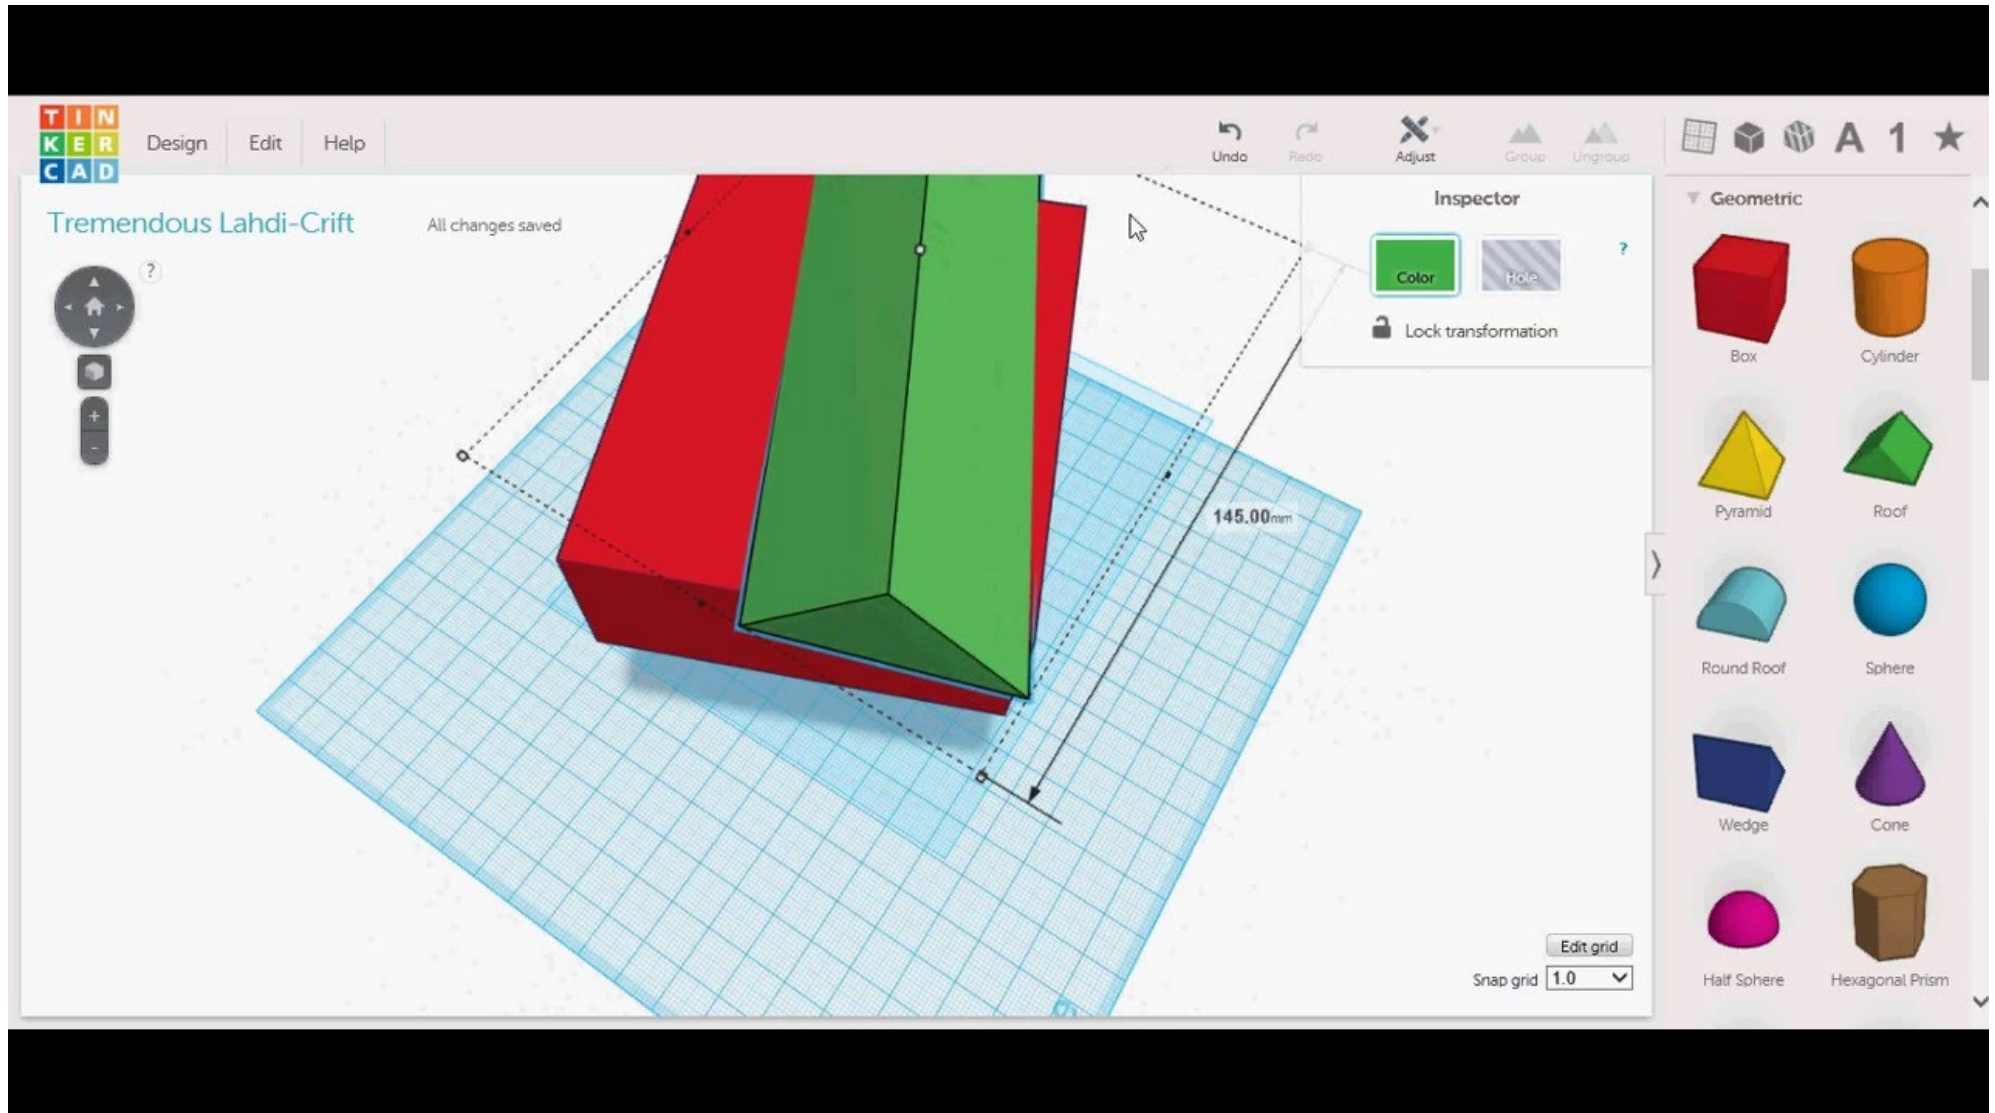 TIN
KER
CAD
Design
Edit
Help
Undo
Redo
Adjust
Group
Ungroup
A
1
Tremendous Lahdi-Crift
All changes saved
?
Inspector
Color
Hole
?
Lock transformation
Geometric
Box
Cylinder
Pyramid
Roof
Round Roof
Sphere
Wedge
Cone
Half Sphere
Hexagonal Prism
145.00mm
+
-
Edit grid
Snap grid 1.0